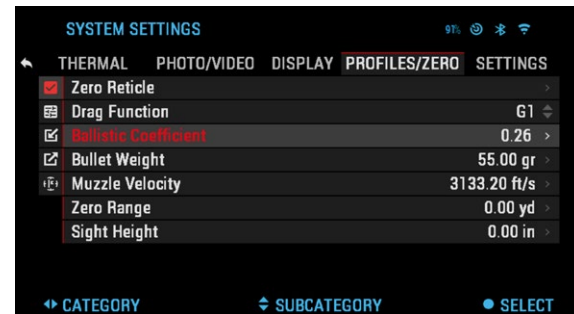 SYSTEM SETTINGS 91%
THERMAL PHOTO/VIDEO DISPLAY PROFILES/ZERO SETTINGS
Zero Reticle
Drag Function G1
Ballistic Coefficient 0.26
Bullet Weight 55.00 gr
Muzzle Velocity 3133.20 ft/s
Zero Range 0.00 yd
Sight Height 0.00 in
CATEGORY SUBCATEGORY SELECT